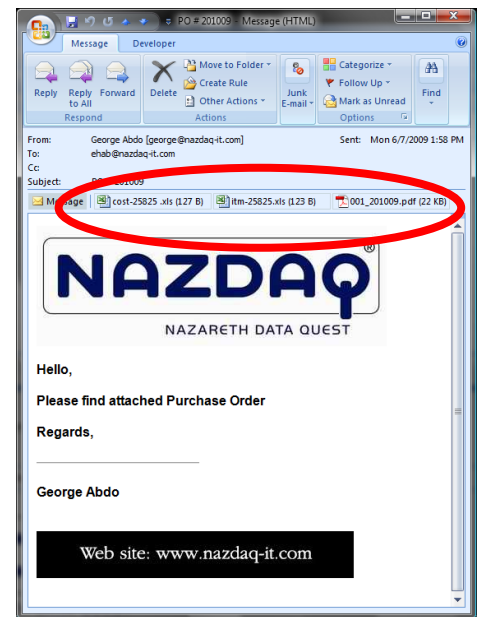 PO # 201009 - Message (HTML)
Message Developer
Reply Reply to All Forward Delete Move to Folder Create Rule Other Actions Junk E-mail Categorize Follow Up Mark as Unread Find
Respond Actions Options
From: George Abdo [george@nazdaq-it.com] Sent: Mon 6/7/2009 1:58 PM
To: ehab@nazdaq-it.com
Cc:
Subject: 201009
Message cost-25825 .xls (127 B) itm-25825.xls (123 B) 001_201009.pdf (22 KB)
NAZDAQ ®
NAZARETH DATA QUEST
Hello,
Please find attached Purchase Order
Regards,
George Abdo
Web site: www.nazdaq-it.com